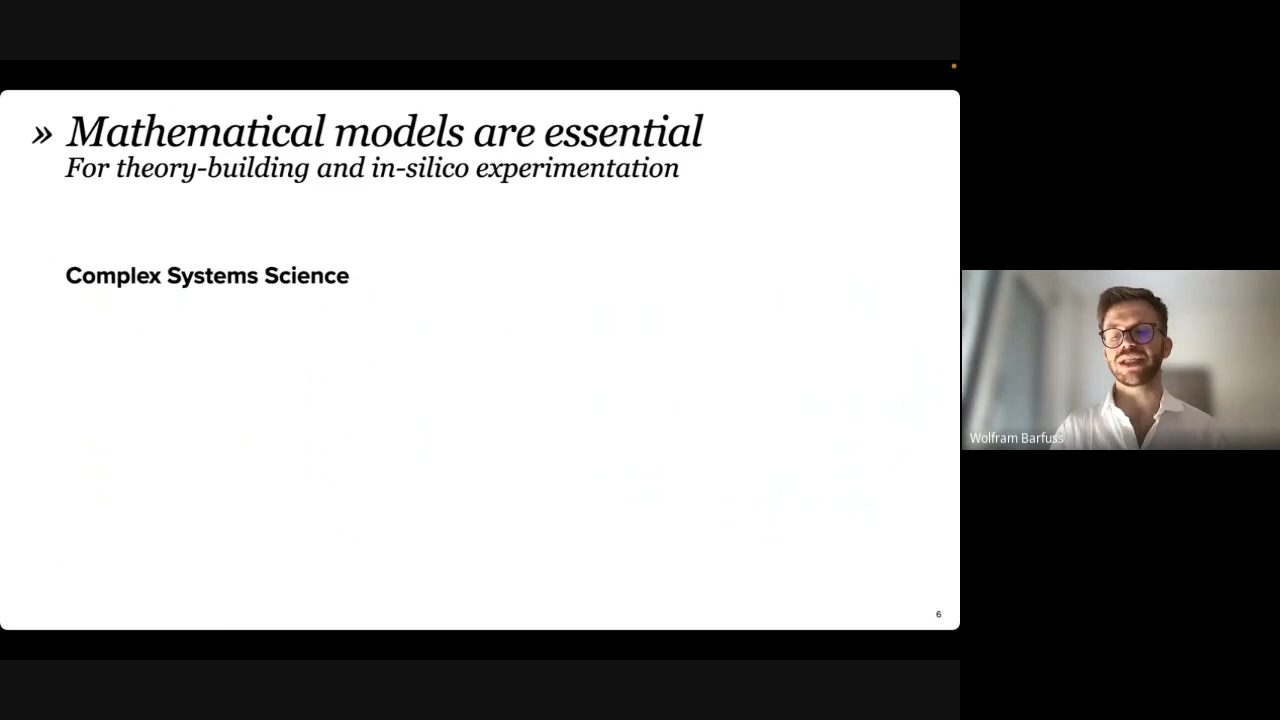 » Mathematical models are essential
For theory-building and in-silico experimentation
Complex Systems Science
6
Wolfram Barfuss